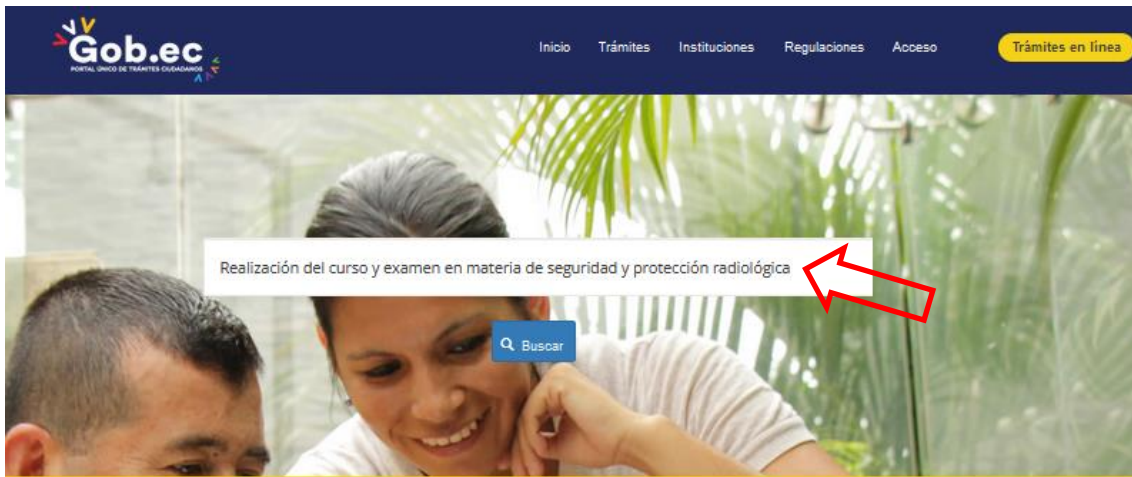 Gob.ec
PORTAL ÚNICO DE TRÁMITES CIUDADANOS
Inicio Trámites Instituciones Regulaciones Acceso Trámites en línea
Realización del curso y examen en materia de seguridad y protección radiológica
Buscar